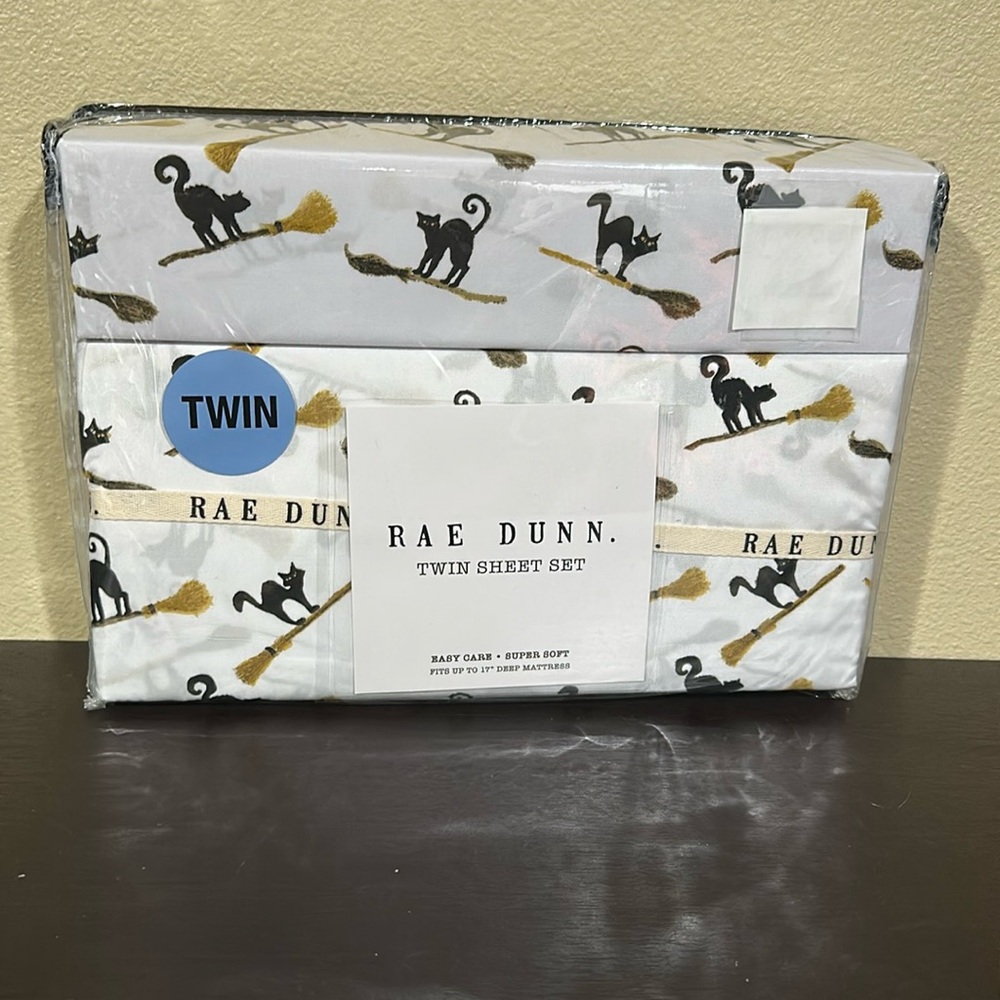 TWIN
. RAE DUN
RAE DUNN.
TWIN SHEET SET
EASY CARE • SUPER SOFT
FITS UP TO 17" DEEP MATTRESS
. RAE DUN